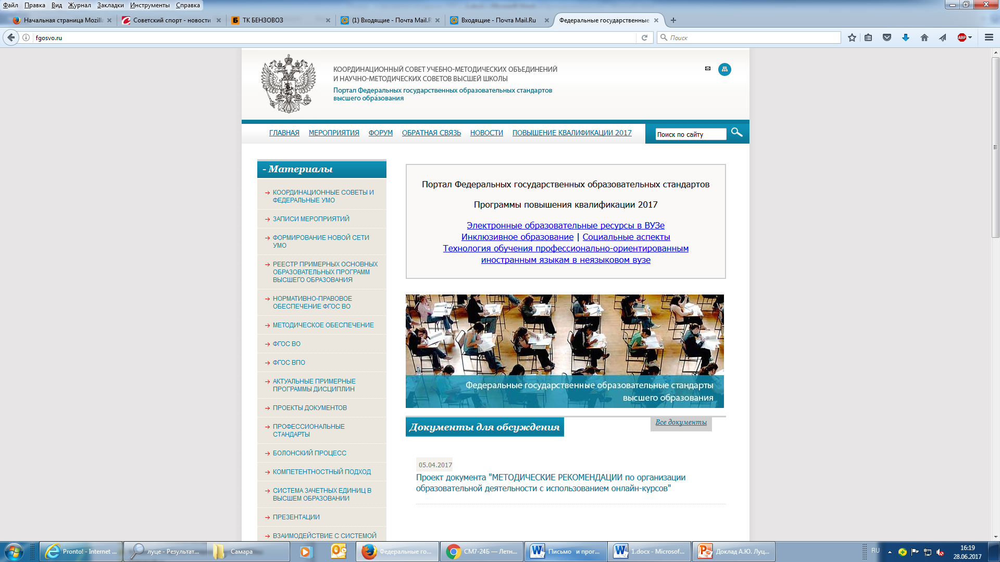 Файл Правка Вид Журнал Закладки Инструменты Справка
Начальная страница Mozilla
Советский спорт - новости
ТК БЕНЗОВОЗ
(1) Входящие - Почта Mail.R
Входящие - Почта Mail.Ru
Федеральные государственные
fgosvo.ru
Поиск
ABP
КООРДИНАЦИОННЫЙ СОВЕТ УЧЕБНО-МЕТОДИЧЕСКИХ ОБЪЕДИНЕНИЙ
И НАУЧНО-МЕТОДИЧЕСКИХ СОВЕТОВ ВЫСШЕЙ ШКОЛЫ
Портал Федеральных государственных образовательных стандартов
высшего образования
ГЛАВНАЯ МЕРОПРИЯТИЯ ФОРУМ ОБРАТНАЯ СВЯЗЬ НОВОСТИ ПОВЫШЕНИЕ КВАЛИФИКАЦИИ 2017
Поиск по сайту
- Материалы
КООРДИНАЦИОННЫЕ СОВЕТЫ И
ФЕДЕРАЛЬНЫЕ УМО
ЗАПИСИ МЕРОПРИЯТИЙ
ФОРМИРОВАНИЕ НОВОЙ СЕТИ
УМО
РЕЕСТР ПРИМЕРНЫХ ОСНОВНЫХ
ОБРАЗОВАТЕЛЬНЫХ ПРОГРАММ
ВЫСШЕГО ОБРАЗОВАНИЯ
НОРМАТИВНО-ПРАВОВОЕ
ОБЕСПЕЧЕНИЕ ФГОС ВО
МЕТОДИЧЕСКОЕ ОБЕСПЕЧЕНИЕ
ФГОС ВО
ФГОС ВПО
АКТУАЛЬНЫЕ ПРИМЕРНЫЕ
ПРОГРАММЫ ДИСЦИПЛИН
ПРОЕКТЫ ДОКУМЕНТОВ
ПРОФЕССИОНАЛЬНЫЕ
СТАНДАРТЫ
БОЛОНСКИЙ ПРОЦЕСС
КОМПЕТЕНТНОСТНЫЙ ПОДХОД
СИСТЕМА ЗАЧЕТНЫХ ЕДИНИЦ В
ВЫСШЕМ ОБРАЗОВАНИИ
ПРЕЗЕНТАЦИИ
ВЗАИМОДЕЙСТВИЕ С СИСТЕМОЙ
Портал Федеральных государственных образовательных стандартов
Программы повышения квалификации 2017
Электронные образовательные ресурсы в ВУЗе
Инклюзивное образование | Социальные аспекты
Технология обучения профессионально-ориентированным
иностранным языкам в неязыковом вузе
Федеральные государственные образовательные стандарты
высшего образования
Документы для обсуждения
Все документы
05.04.2017
Проект документа "МЕТОДИЧЕСКИЕ РЕКОМЕНДАЦИИ по организации
образовательной деятельности с использованием онлайн-курсов"
Pronto! - Internet ...
луце - Результат...
Самара
Федеральные го...
СМ7-24Б — Летн...
Письмо и прог...
1.docx - Microsof...
Доклад А.Ю. Луц...
RU
16:19
28.06.2017